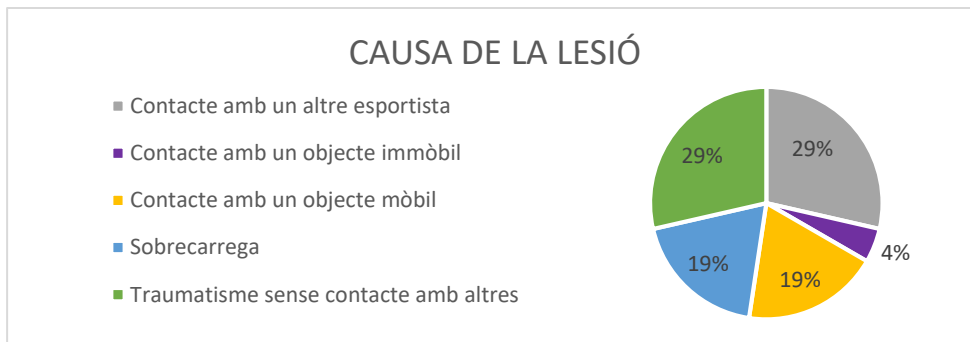 CAUSA DE LA LESIÓ
Contacte amb un altre esportista
Contacte amb un objecte immòbil
Contacte amb un objecte mòbil
Sobrecarrega
Traumatisme sense contacte amb altres
29%
29%
4%
19%
19%